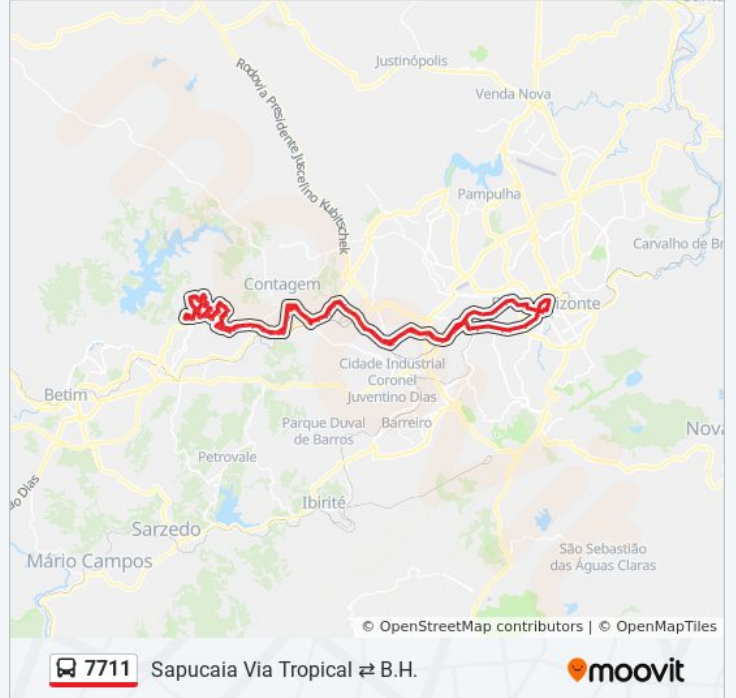 Justinópolis
Venda Nova
Rodovia Presidente Juscelino Kubitschek
Pampulha
Carvalho de Br
Contagem
izonte
Cidade Industrial
Coronel
Juventino Dias
Betim
Parque Duval
de Barros
Barreiro
Nova
Petrovale
ão Dias
Ibirité
Sarzedo
São Sebastião
das Águas Claras
Mário Campos
© OpenStreetMap contributors | © OpenMapTiles
7711 Sapucaia Via Tropical ⇄ B.H.
moovit